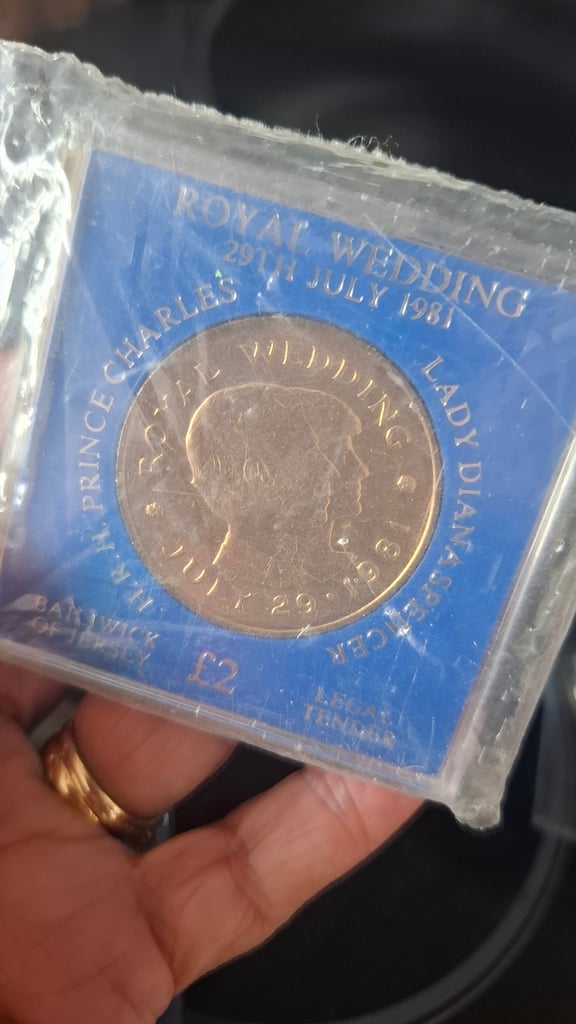 ROYAL WEDDING
29TH JULY 1981
H.R.H. PRINCE CHARLES
LADY DIANA SPENCER
ROYAL WEDDING
JULY 29 · 1981
BAILIWICK
OF JERSEY
£2
LEGAL
TENDER